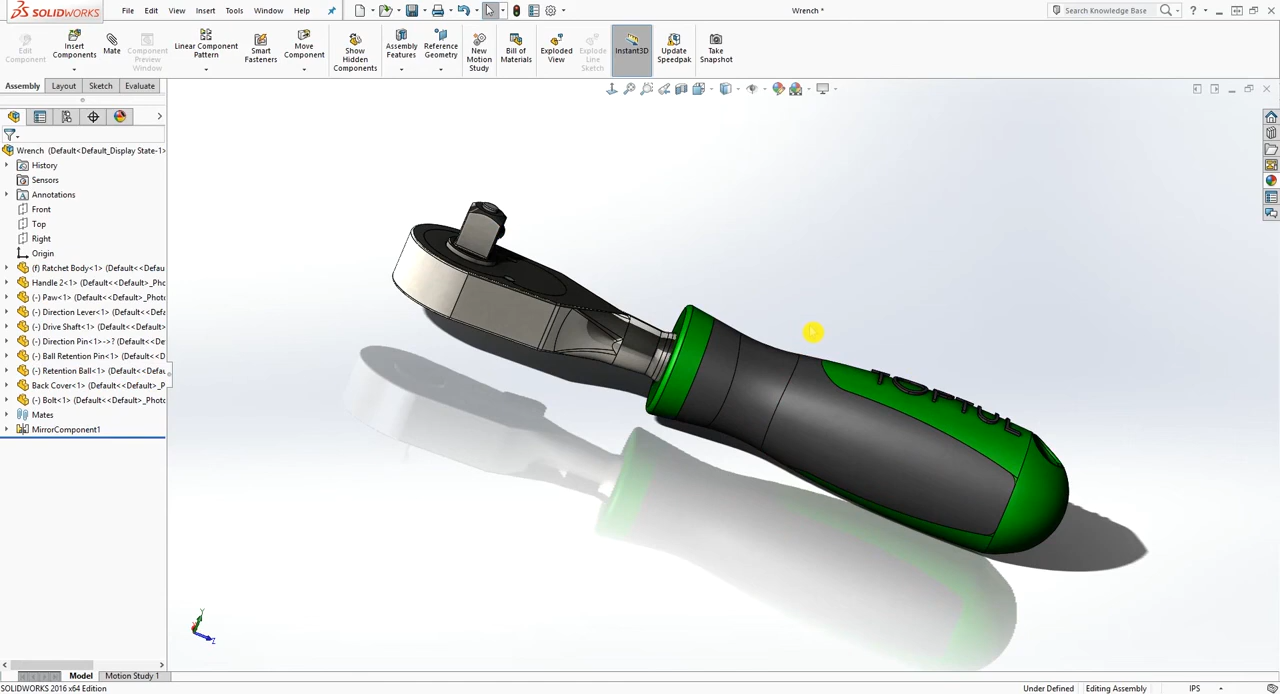 SOLIDWORKS
File Edit View Insert Tools Window Help
Wrench *
Search Knowledge Base
Edit Component
Insert Components
Mate
Component Preview Window
Linear Component Pattern
Smart Fasteners
Move Component
Show Hidden Components
Assembly Features
Reference Geometry
New Motion Study
Bill of Materials
Exploded View
Explode Line Sketch
Instant3D
Update Speedpak
Take Snapshot
Assembly Layout Sketch Evaluate
Wrench (Default<Default_Display State-1>
History
Sensors
Annotations
Front
Top
Right
Origin
(f) Ratchet Body<1> (Default<<Defau
Handle 2<1> (Default<<Default>_Phot
(-) Paw<1> (Default<<Default>_Photo
(-) Direction Lever<1> (Default<<Defa
(-) Drive Shaft<1> (Default<<Default>
(-) Direction Pin<1>->? (Default<<Def
(-) Ball Retention Pin<1> (Default<<D
(-) Retention Ball<1> (Default<<Defau
Back Cover<1> (Default<<Default>_P
(-) Bolt<1> (Default<<Default>_Photo
Mates
MirrorComponent1
TOPTUL
Y
Z
Model Motion Study 1
SOLIDWORKS 2016 x64 Edition
Under Defined
Editing Assembly
IPS